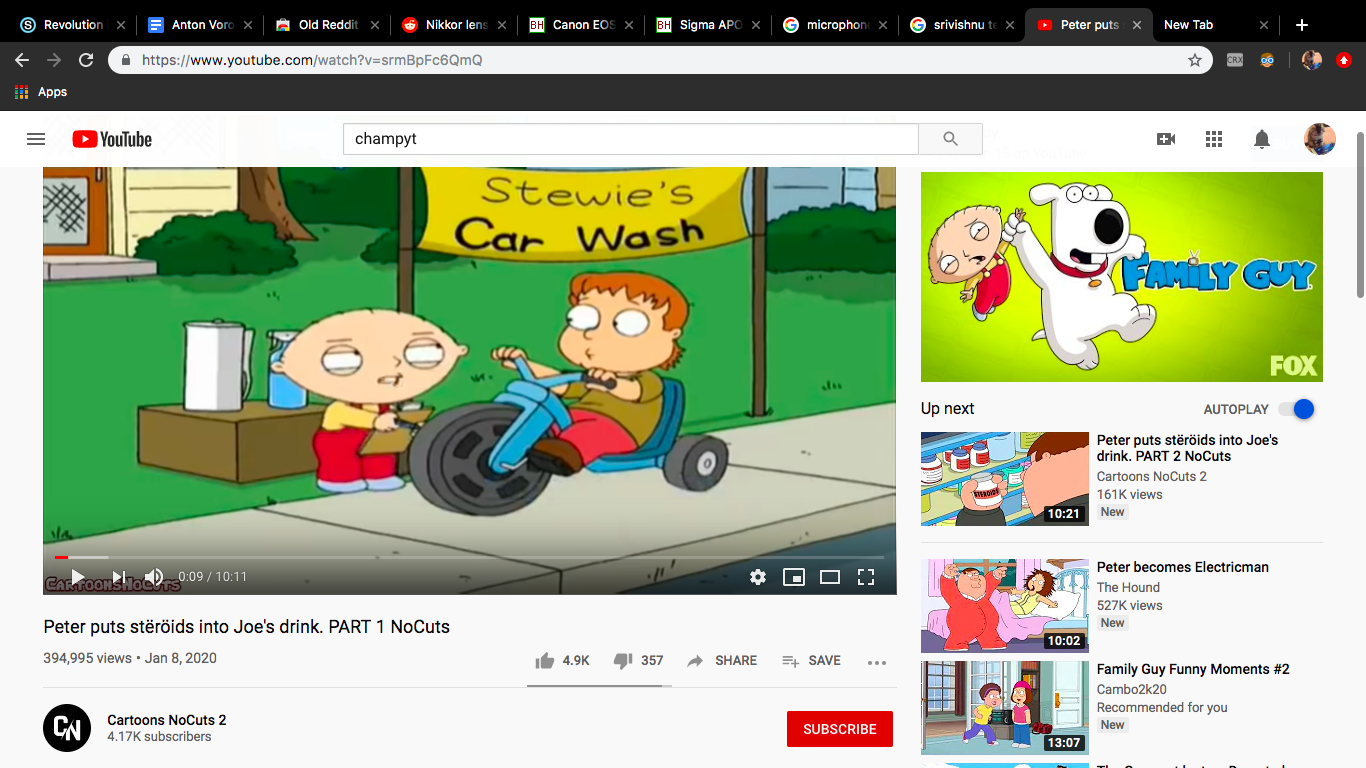 Revolution
Anton Voro
Old Reddit
Nikkor lens
BH
Canon EOS
BH
Sigma APO
microphone
srivishnu te
Peter puts
New Tab
https://www.youtube.com/watch?v=srmBpFc6QmQ
CRX
Apps
YouTube
champyt
Stewie's
Car Wash
CARTOONSNOCUTS
0:09 / 10:11
Peter puts stëröids into Joe's drink. PART 1 NoCuts
394,995 views • Jan 8, 2020
4.9K
357
SHARE
SAVE
CN
Cartoons NoCuts 2
4.17K subscribers
SUBSCRIBE
FAMILY GUY
FOX
Up next
AUTOPLAY
STEROIDS
10:21
Peter puts stëröids into Joe's
drink. PART 2 NoCuts
Cartoons NoCuts 2
161K views
New
10:02
Peter becomes Electricman
The Hound
527K views
New
13:07
Family Guy Funny Moments #2
Cambo2k20
Recommended for you
New